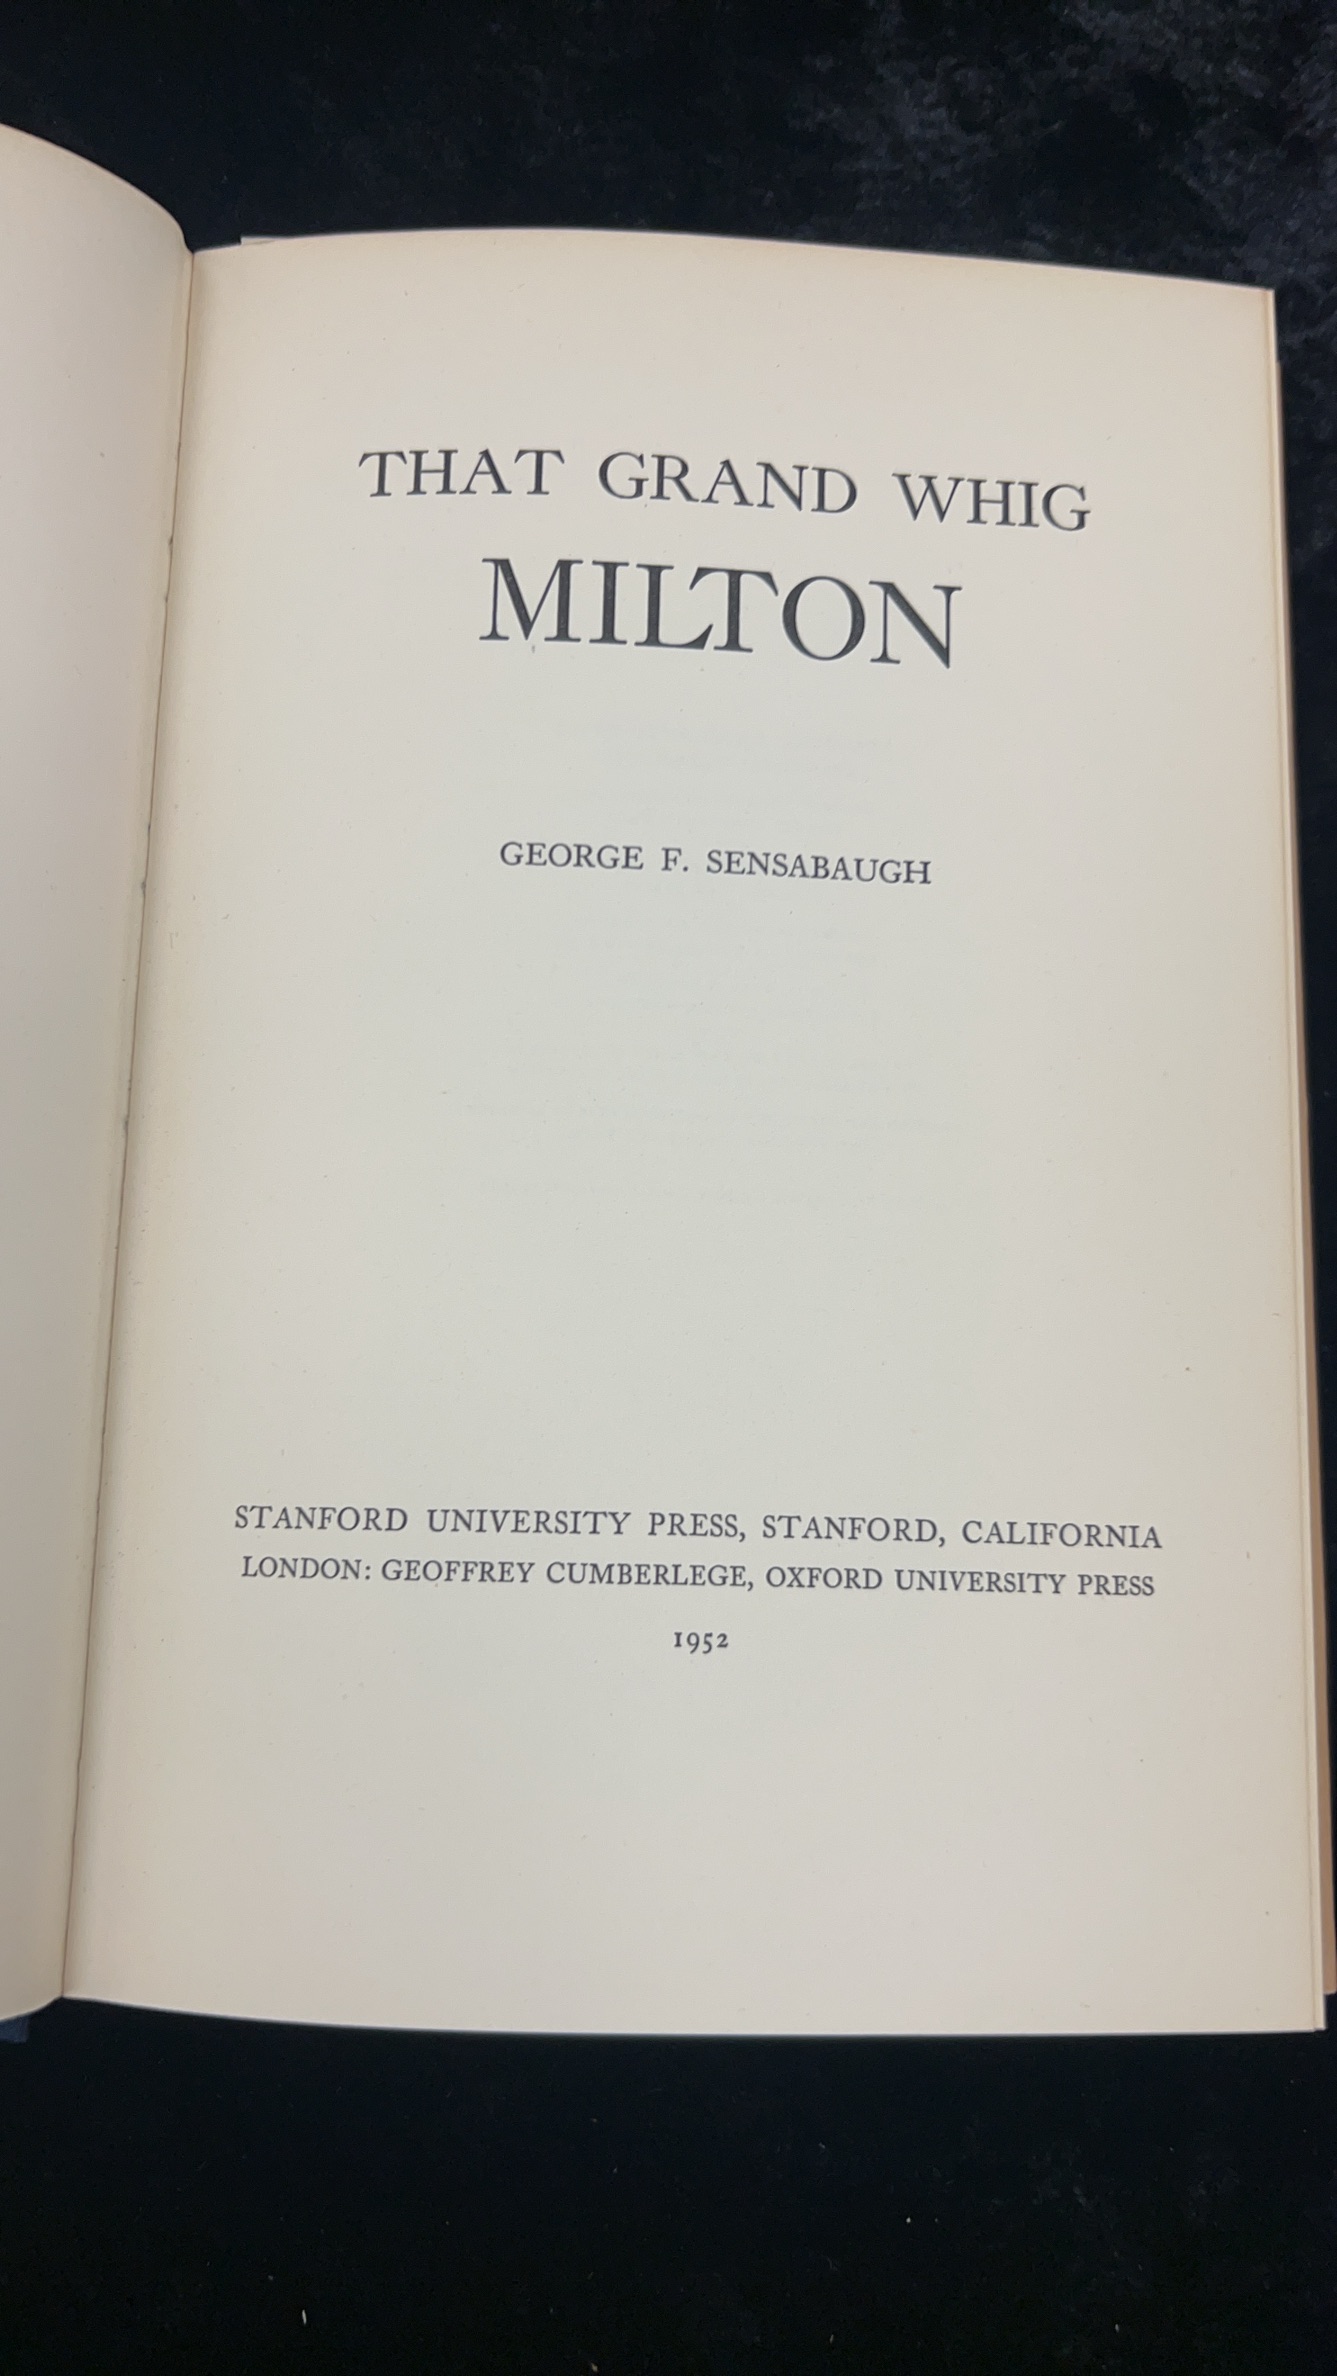 THAT GRAND WHIG
MILTON
GEORGE F. SENSABAUGH
STANFORD UNIVERSITY PRESS, STANFORD, CALIFORNIA
LONDON: GEOFFREY CUMBERLEGE, OXFORD UNIVERSITY PRESS
1952